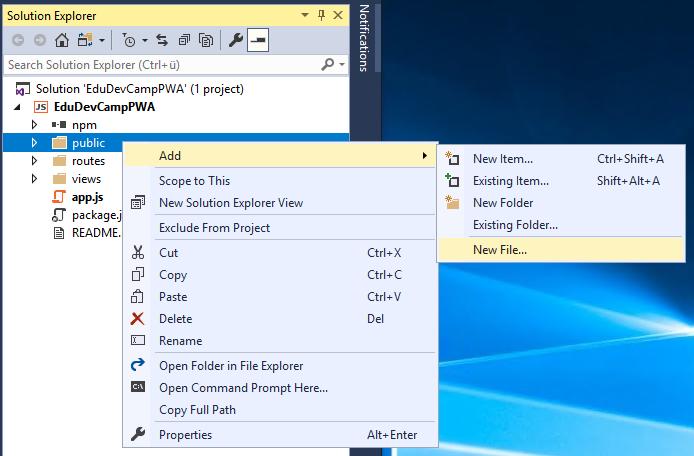 Solution Explorer
Notifications
Search Solution Explorer (Ctrl+ü)
Solution 'EduDevCampPWA' (1 project)
JS EduDevCampPWA
npm
public
routes
views
app.js
package.j
README.
Add
Scope to This
New Solution Explorer View
Exclude From Project
Cut Ctrl+X
Copy Ctrl+C
Paste Ctrl+V
Delete Del
Rename
Open Folder in File Explorer
C:\ Open Command Prompt Here...
Copy Full Path
Properties Alt+Enter
New Item... Ctrl+Shift+A
Existing Item... Shift+Alt+A
New Folder
Existing Folder...
New File...